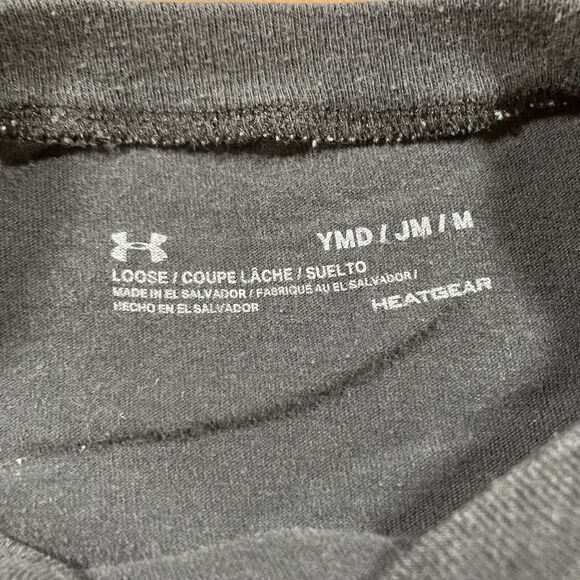 YMD / JM / M
LOOSE / COUPE LÂCHE / SUELTO
MADE IN EL SALVADOR / FABRIQUÉ AU EL SALVADOR /
HECHO EN EL SALVADOR
HEATGEAR